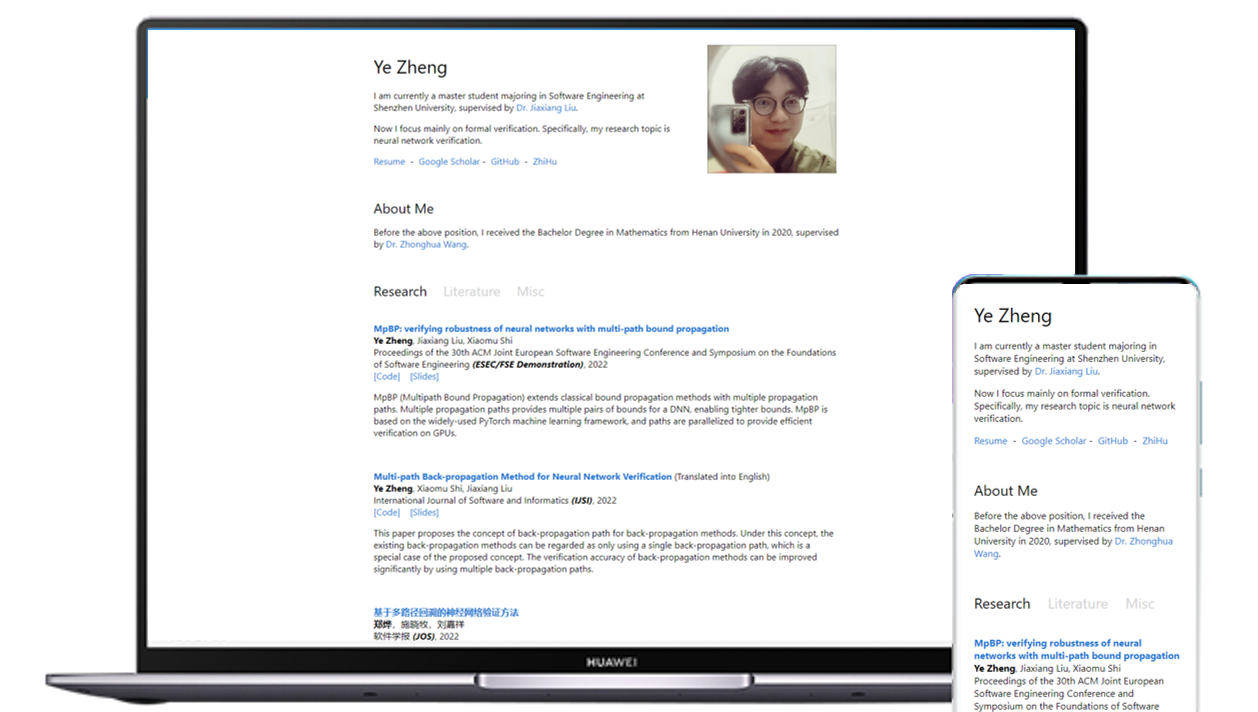 Ye Zheng
I am currently a master student majoring in Software Engineering at
Shenzhen University, supervised by Dr. Jiaxiang Liu.
Now I focus mainly on formal verification. Specifically, my research topic is
neural network verification.
Resume - Google Scholar - GitHub - ZhiHu
About Me
Before the above position, I received the Bachelor Degree in Mathematics from Henan University in 2020, supervised
by Dr. Zhonghua Wang.
Research Literature Misc
MpBP: verifying robustness of neural networks with multi-path bound propagation
Ye Zheng, Jiaxiang Liu, Xiaomu Shi
Proceedings of the 30th ACM Joint European Software Engineering Conference and Symposium on the Foundations
of Software Engineering (ESEC/FSE Demonstration), 2022
[Code] [Slides]
MpBP (Multipath Bound Propagation) extends classical bound propagation methods with multiple propagation
paths. Multiple propagation paths provides multiple pairs of bounds for a DNN, enabling tighter bounds. MpBP is
based on the widely-used PyTorch machine learning framework, and paths are parallelized to provide efficient
verification on GPUs.
Multi-path Back-propagation Method for Neural Network Verification (Translated into English)
Ye Zheng, Xiaomu Shi, Jiaxiang Liu
International Journal of Software and Informatics (IJSI), 2022
[Code] [Slides]
This paper proposes the concept of back-propagation path for back-propagation methods. Under this concept, the
existing back-propagation methods can be regarded as only using a single back-propagation path, which is a
special case of the proposed concept. The verification accuracy of back-propagation methods can be improved
significantly by using multiple back-propagation paths.
基于多路径回溯的神经网络验证方法
郑烨, 施晓牧, 刘嘉祥
软件学报 (JOS), 2022
HUAWEI
Ye Zheng
I am currently a master student majoring in
Software Engineering at Shenzhen University,
supervised by Dr. Jiaxiang Liu.
Now I focus mainly on formal verification.
Specifically, my research topic is neural network
verification.
Resume - Google Scholar - GitHub - ZhiHu
About Me
Before the above position, I received the
Bachelor Degree in Mathematics from Henan
University in 2020, supervised by Dr. Zhonghua
Wang.
Research Literature Misc
MpBP: verifying robustness of neural
networks with multi-path bound propagation
Ye Zheng, Jiaxiang Liu, Xiaomu Shi
Proceedings of the 30th ACM Joint European
Software Engineering Conference and
Symposium on the Foundations of Software